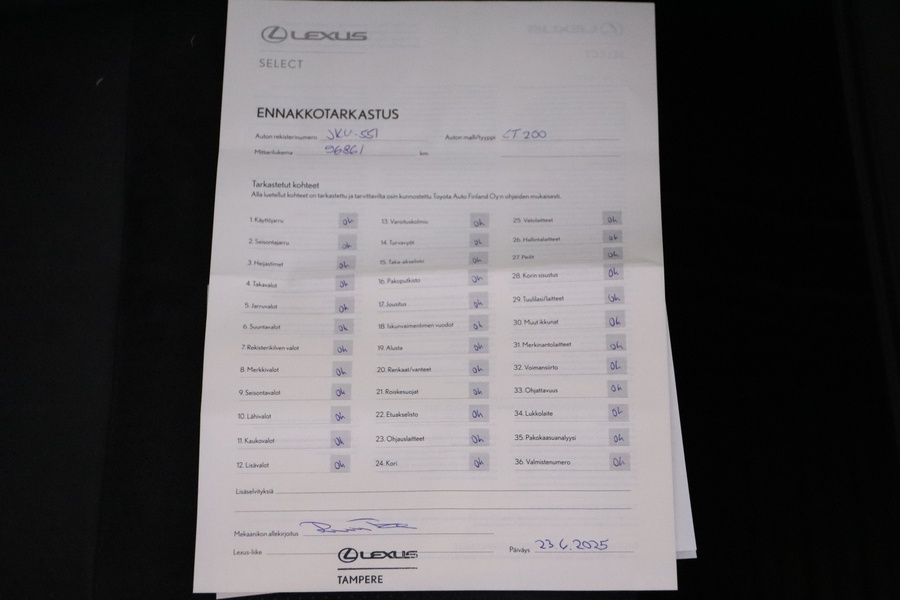 LEXUS
SELECT
ENNAKKOTARKASTUS
Auton rekisterinumero JKU-551 Auton malli/tyyppi CT 200
Mittarilukema 96861 km
Tarkastetut kohteet
Alla luetellut kohteet on tarkastettu ja tarvittaessa kunnostettu Toyota Auto Finland Oy:n ohjeiden mukaisesti.
1. Käyttöjarru ok 13. Varoituskolmio ok 25. Vetolaitteet ok
2. Seisontajarru ok 14. Turvavyöt ok 26. Hallintalaitteet ok
3. Heijastimet ok 15. Taka-akselisto ok 27. Peilit ok
4. Takavalot ok 16. Pakoputkisto ok 28. Korin sisustus ok
5. Jarruvalot ok 17. Jousitus ok 29. Tuulilasi/laitteet ok
6. Suuntavalot ok 18. Iskunvaimentimen vuodot ok 30. Muut ikkunat ok
7. Rekisterikilven valot ok 19. Alusta ok 31. Merkinantolaitteet ok
8. Merkkivalot ok 20. Renkaat/vanteet ok 32. Voimansiirto ok
9. Seisontavalot ok 21. Roiskesuojat ok 33. Ohjattavuus ok
10. Lähivalot ok 22. Etuakselisto ok 34. Lukkolaite ok
11. Kaukovalot ok 23. Ohjauslaitteet ok 35. Pakokaasuanalyysi ok
12. Lisävalot ok 24. Kori ok 36. Valmistenumero ok
Lisäselvityksiä
Mekaanikon allekirjoitus
Lexus-liike LEXUS Päiväys 23.6.2025
TAMPERE